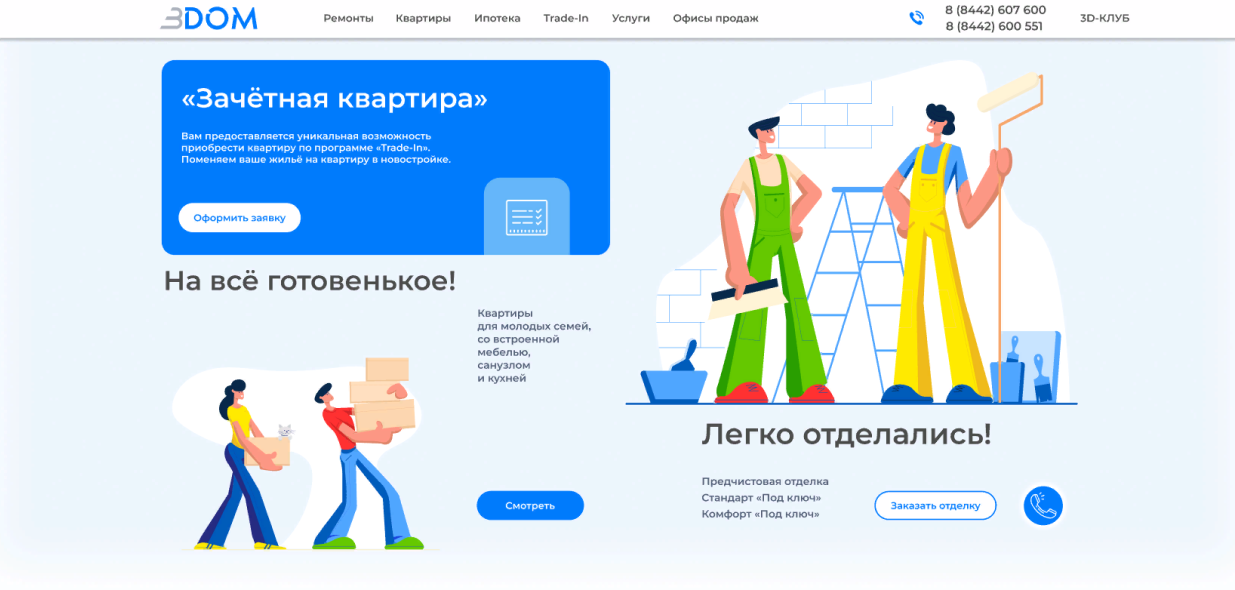 3DOM
Ремонты
Квартиры
Ипотека
Trade-In
Услуги
Офисы продаж
8 (8442) 607 600
8 (8442) 600 551
3D-КЛУБ
«Зачётная квартира»
Вам предоставляется уникальная возможность
приобрести квартиру по программе «Trade-In».
Поменяем ваше жильё на квартиру в новостройке.
Оформить заявку
На всё готовенькое!
Квартиры
для молодых семей,
со встроенной
мебелью,
санузлом
и кухней
Смотреть
Легко отделались!
Предчистовая отделка
Стандарт «Под ключ»
Комфорт «Под ключ»
Заказать отделку